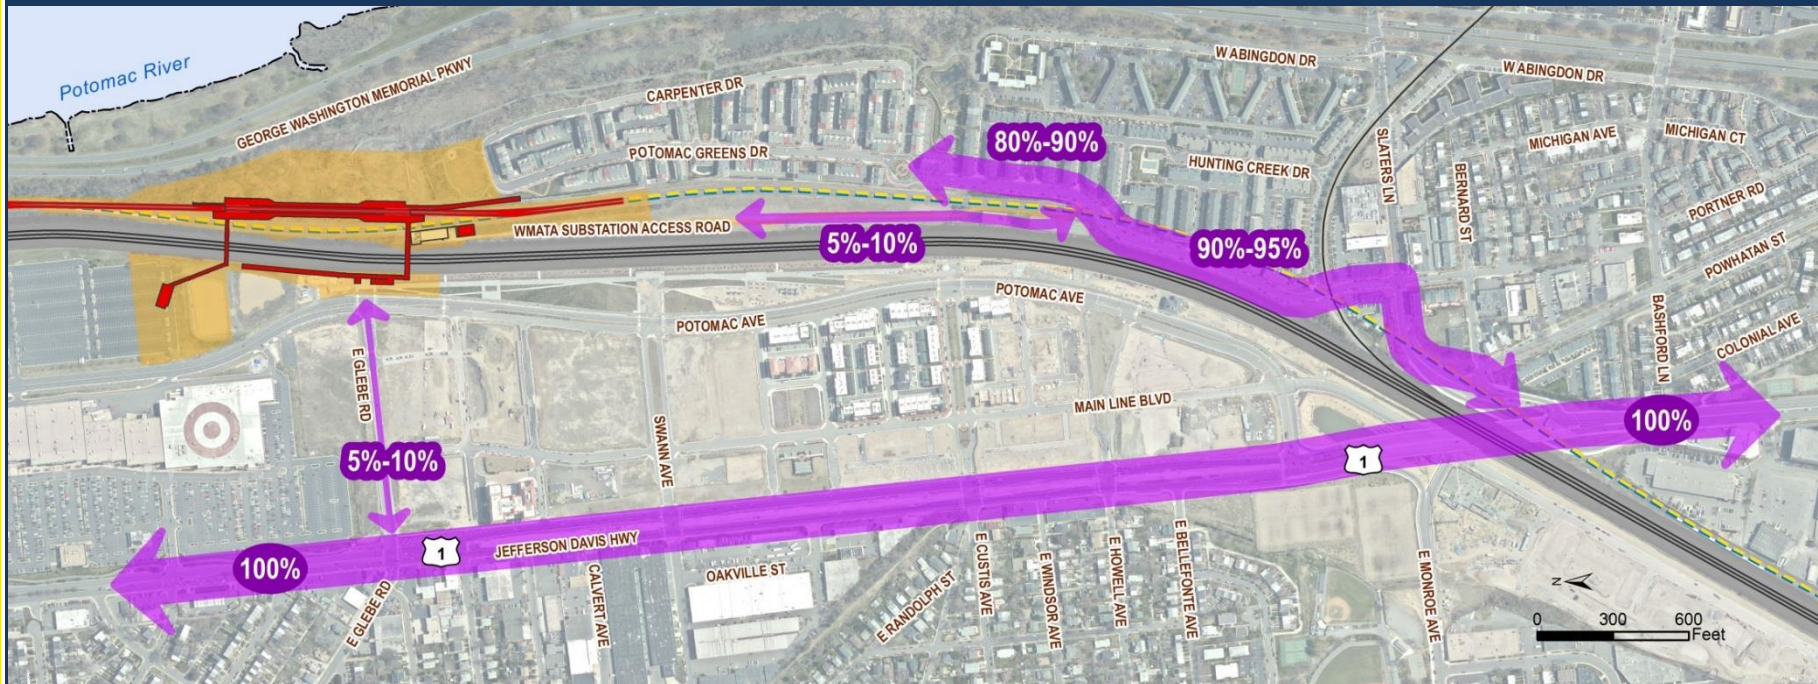 Potomac River
GEORGE WASHINGTON MEMORIAL PKWY
CARPENTER DR
POTOMAC GREENS DR
80%-90%
W ABINGDON DR
W ABINGDON DR
HUNTING CREEK DR
SLATERS LN
BERNARD ST
MICHIGAN AVE
MICHIGAN CT
PORTNER RD
POWHATAN ST
WMATA SUBSTATION ACCESS ROAD
5%-10%
90%-95%
POTOMAC AVE
POTOMAC AVE
BASHFORD LN
COLONIAL AVE
E GLEBE RD
SWANN AVE
MAIN LINE BLVD
100%
5%-10%
1
1
JEFFERSON DAVIS HWY
100%
E GLEBE RD
CALVERT AVE
OAKVILLE ST
E RANDOLPH ST
E CUSTIS AVE
E WINDSOR AVE
E HOWELL AVE
E BELLEFONTE AVE
E MONROE AVE
N
0 300 600
Feet